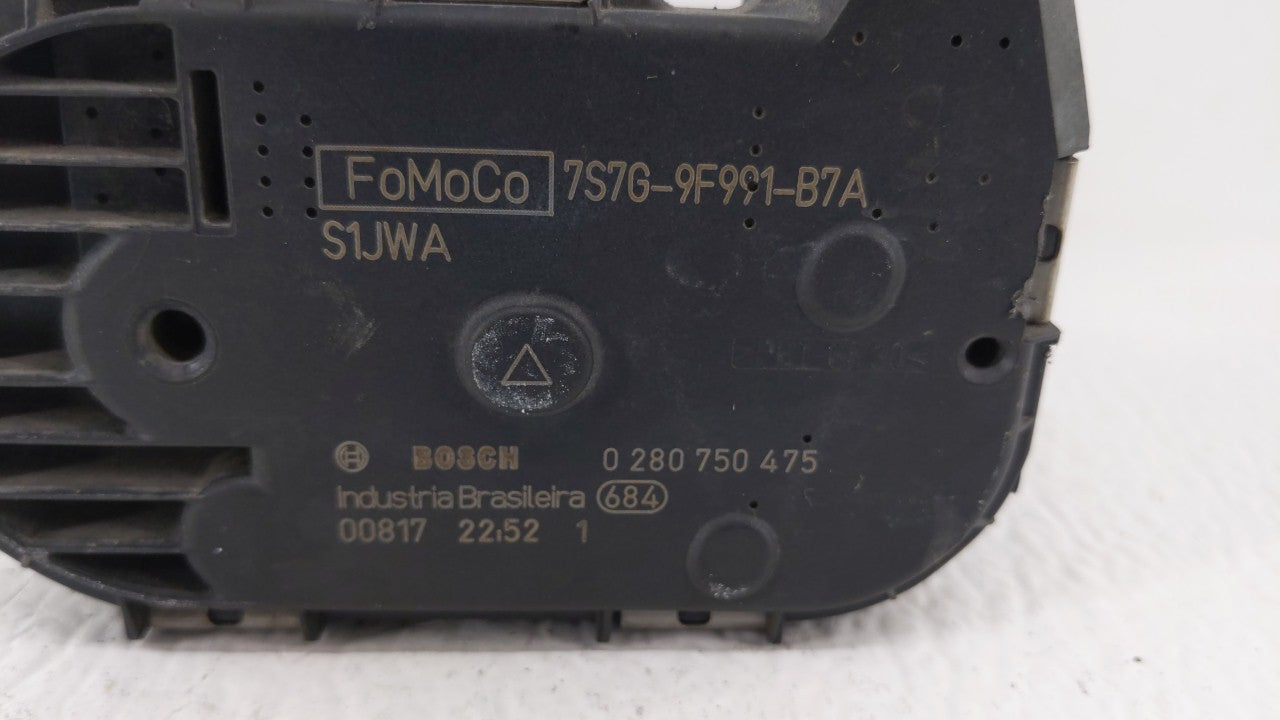 FoMoCo 7S7G-9F991-B7A
S1JWA
BOSCH 0 280 750 475
Industria Brasileira 684
00817 22:52 1